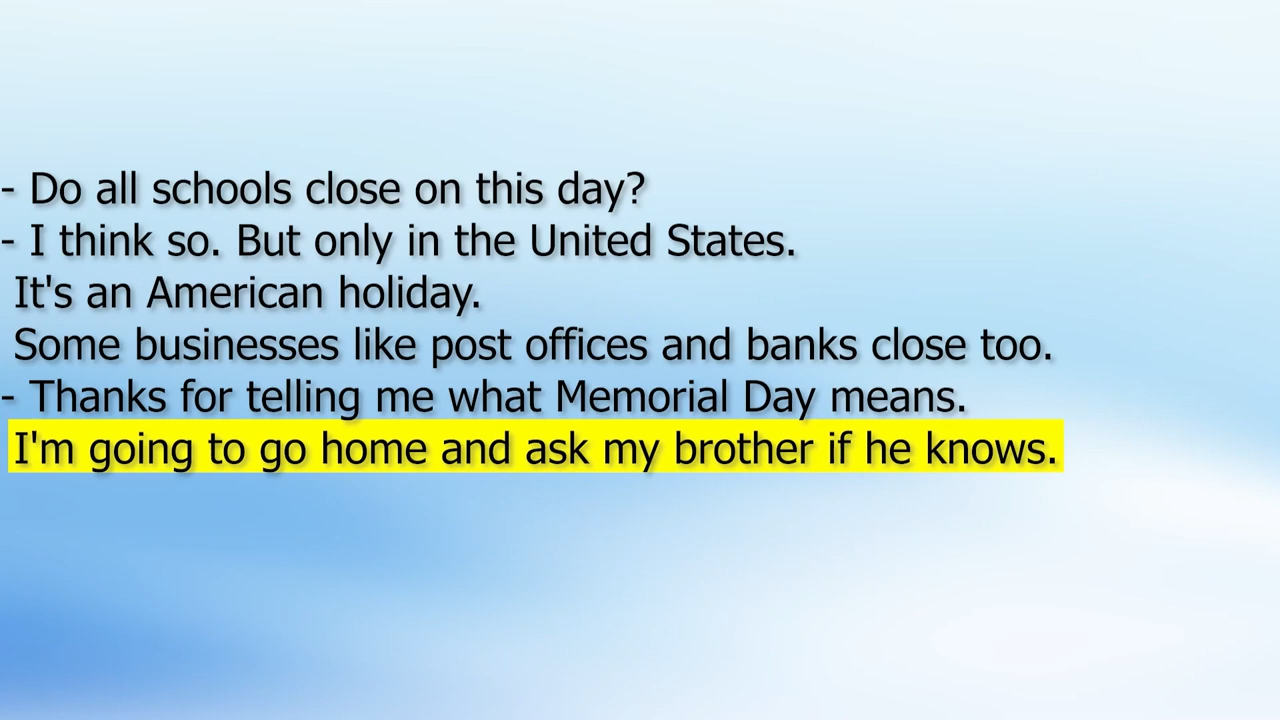 - Do all schools close on this day?
- I think so. But only in the United States.
It's an American holiday.
Some businesses like post offices and banks close too.
- Thanks for telling me what Memorial Day means.
I'm going to go home and ask my brother if he knows.